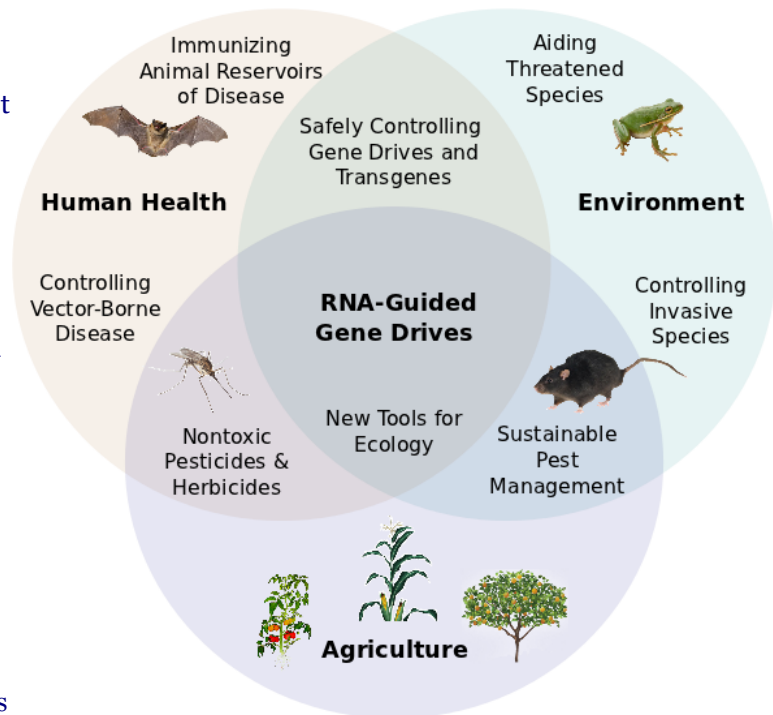 Immunizing
Animal Reservoirs
of Disease
Aiding
Threatened
Species
t
Safely Controlling
Gene Drives and
Transgenes
Human Health
Environment
Controlling
Vector-Borne
Disease
RNA-Guided
Gene Drives
Controlling
Invasive
Species
New Tools for
Ecology
Nontoxic
Pesticides &
Herbicides
Sustainable
Pest
Management
Agriculture
s